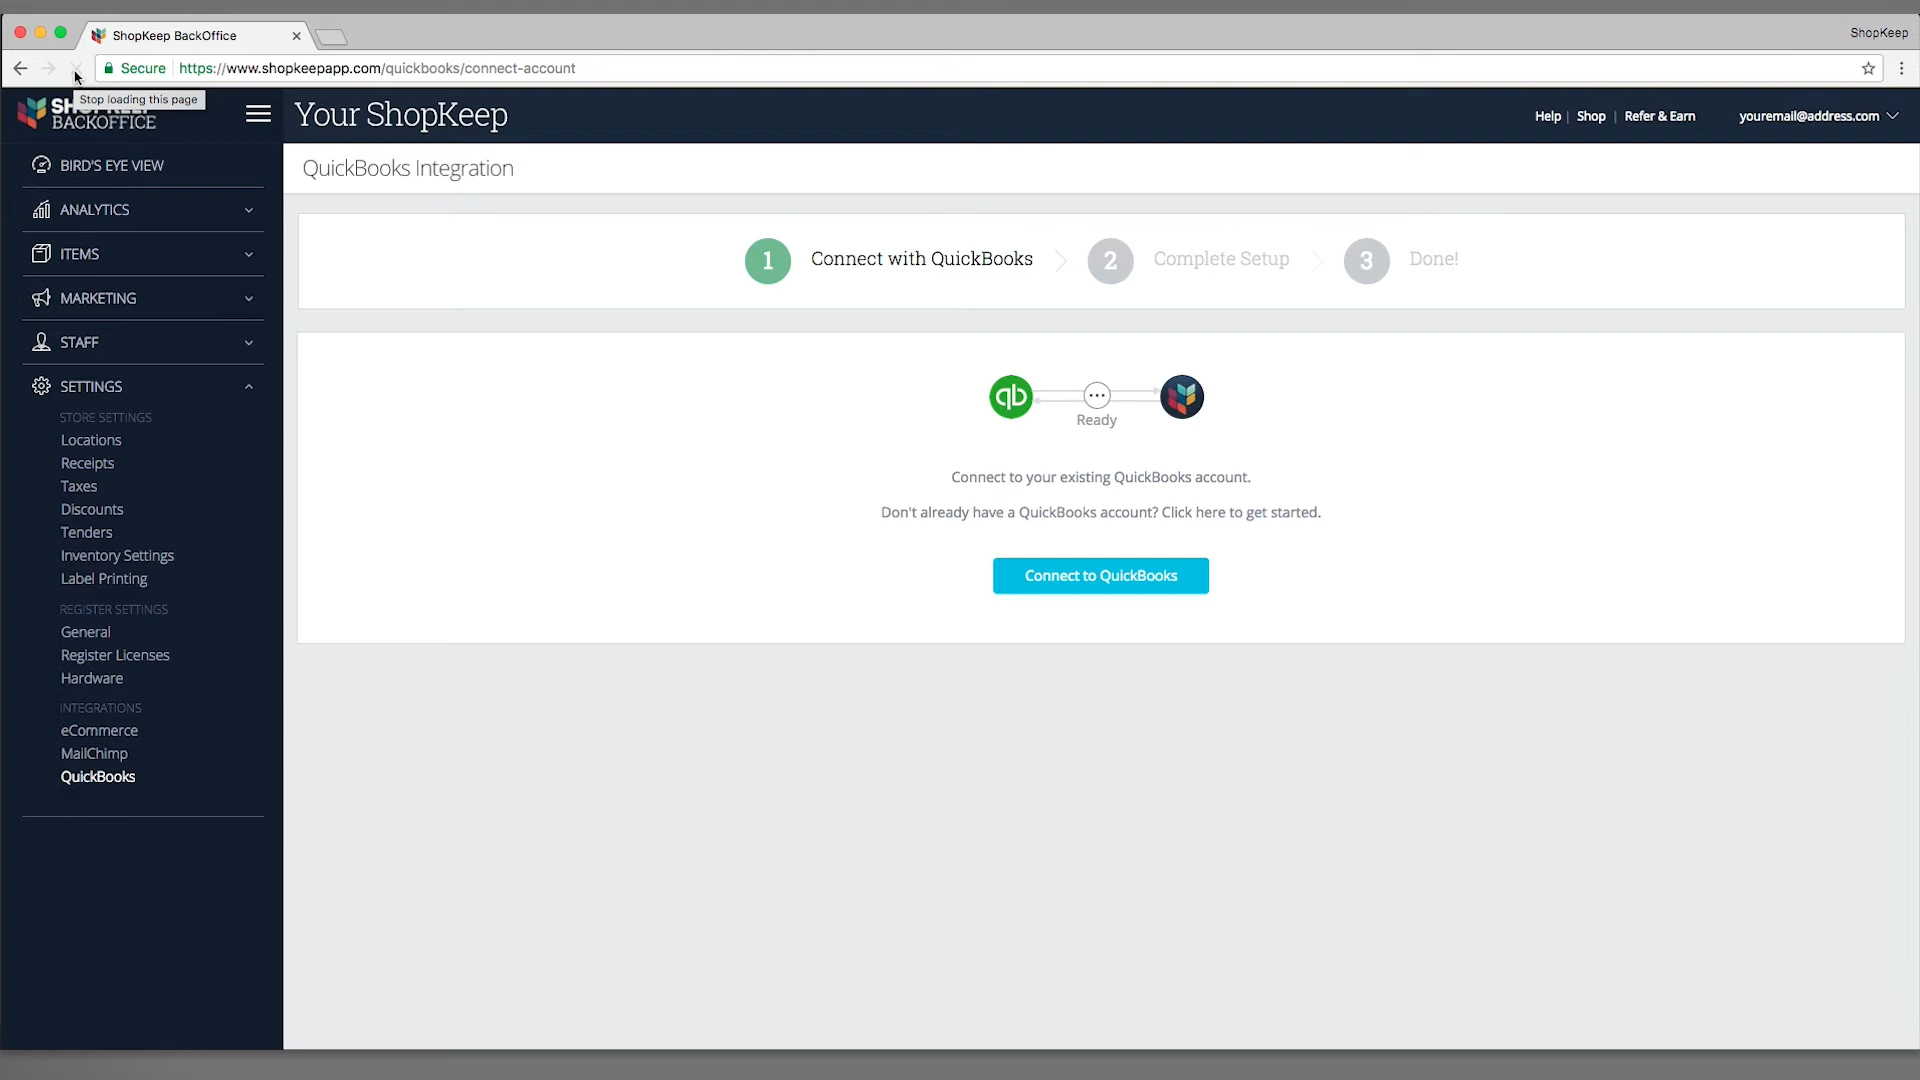 ShopKeep BackOffice
ShopKeep
Secure
https://www.shopkeepapp.com/quickbooks/connect-account
Stop loading this page
BACKOFFICE
Your ShopKeep
Help
Shop
Refer & Earn
youremail@address.com
BIRD'S EYE VIEW
ANALYTICS
ITEMS
MARKETING
STAFF
SETTINGS
STORE SETTINGS
Locations
Receipts
Taxes
Discounts
Tenders
Inventory Settings
Label Printing
REGISTER SETTINGS
General
Register Licenses
Hardware
INTEGRATIONS
eCommerce
MailChimp
QuickBooks
QuickBooks Integration
1 Connect with QuickBooks
2 Complete Setup
3 Done!
qb
Ready
Connect to your existing QuickBooks account.
Don't already have a QuickBooks account? Click here to get started.
Connect to QuickBooks